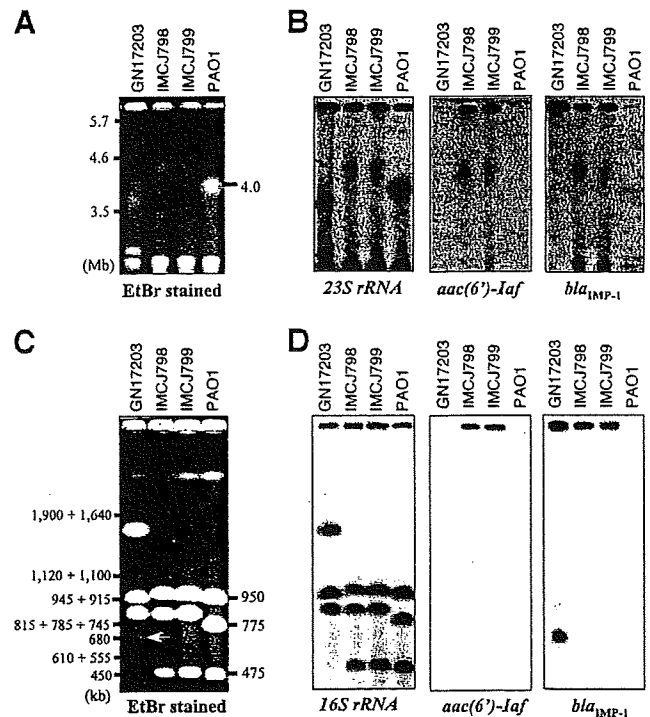 A
GN17203
IMCJ798
IMCJ799
PAO1
5.7
4.6
3.5
(Mb)
4.0
EtBr stained
B
GN17203
IMCJ798
IMCJ799
PAO1
GN17203
IMCJ798
IMCJ799
PAO1
GN17203
IMCJ798
IMCJ799
PAO1
23S rRNA
aac(6')-Iaf
blaIMP-1
C
GN17203
IMCJ798
IMCJ799
PAO1
1,900 + 1,640
1,120 + 1,100
945 + 915
815 + 785 + 745
680
610 + 555
450
(kb)
950
775
475
EtBr stained
D
GN17203
IMCJ798
IMCJ799
PAO1
GN17203
IMCJ798
IMCJ799
PAO1
GN17203
IMCJ798
IMCJ799
PAO1
16S rRNA
aac(6')-Iaf
blaIMP-1